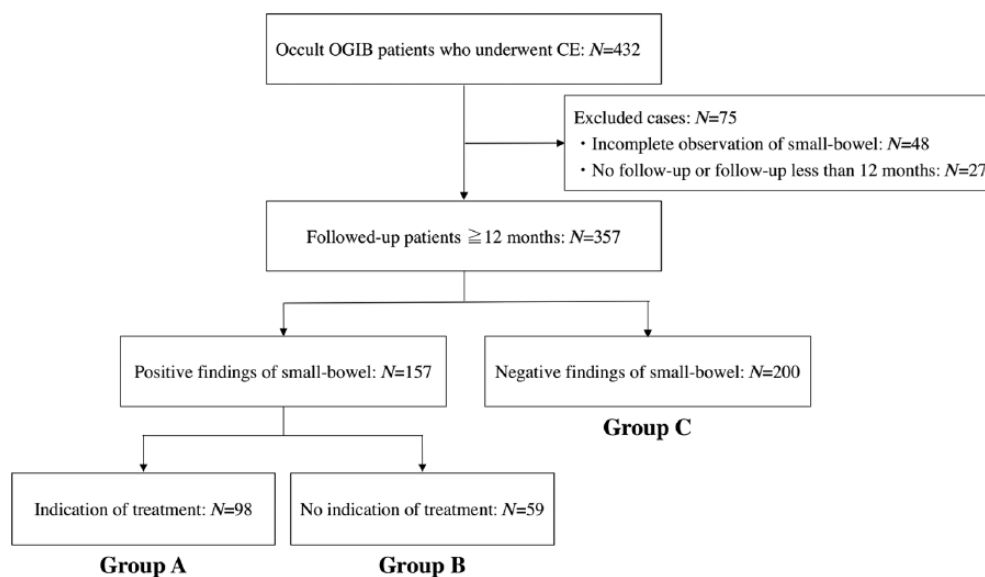 Occult OGIB patients who underwent CE: N=432
Excluded cases: N=75
・Incomplete observation of small-bowel: N=48
・No follow-up or follow-up less than 12 months: N=27
Followed-up patients ≧12 months: N=357
Positive findings of small-bowel: N=157
Negative findings of small-bowel: N=200
Group C
Indication of treatment: N=98
No indication of treatment: N=59
Group A
Group B